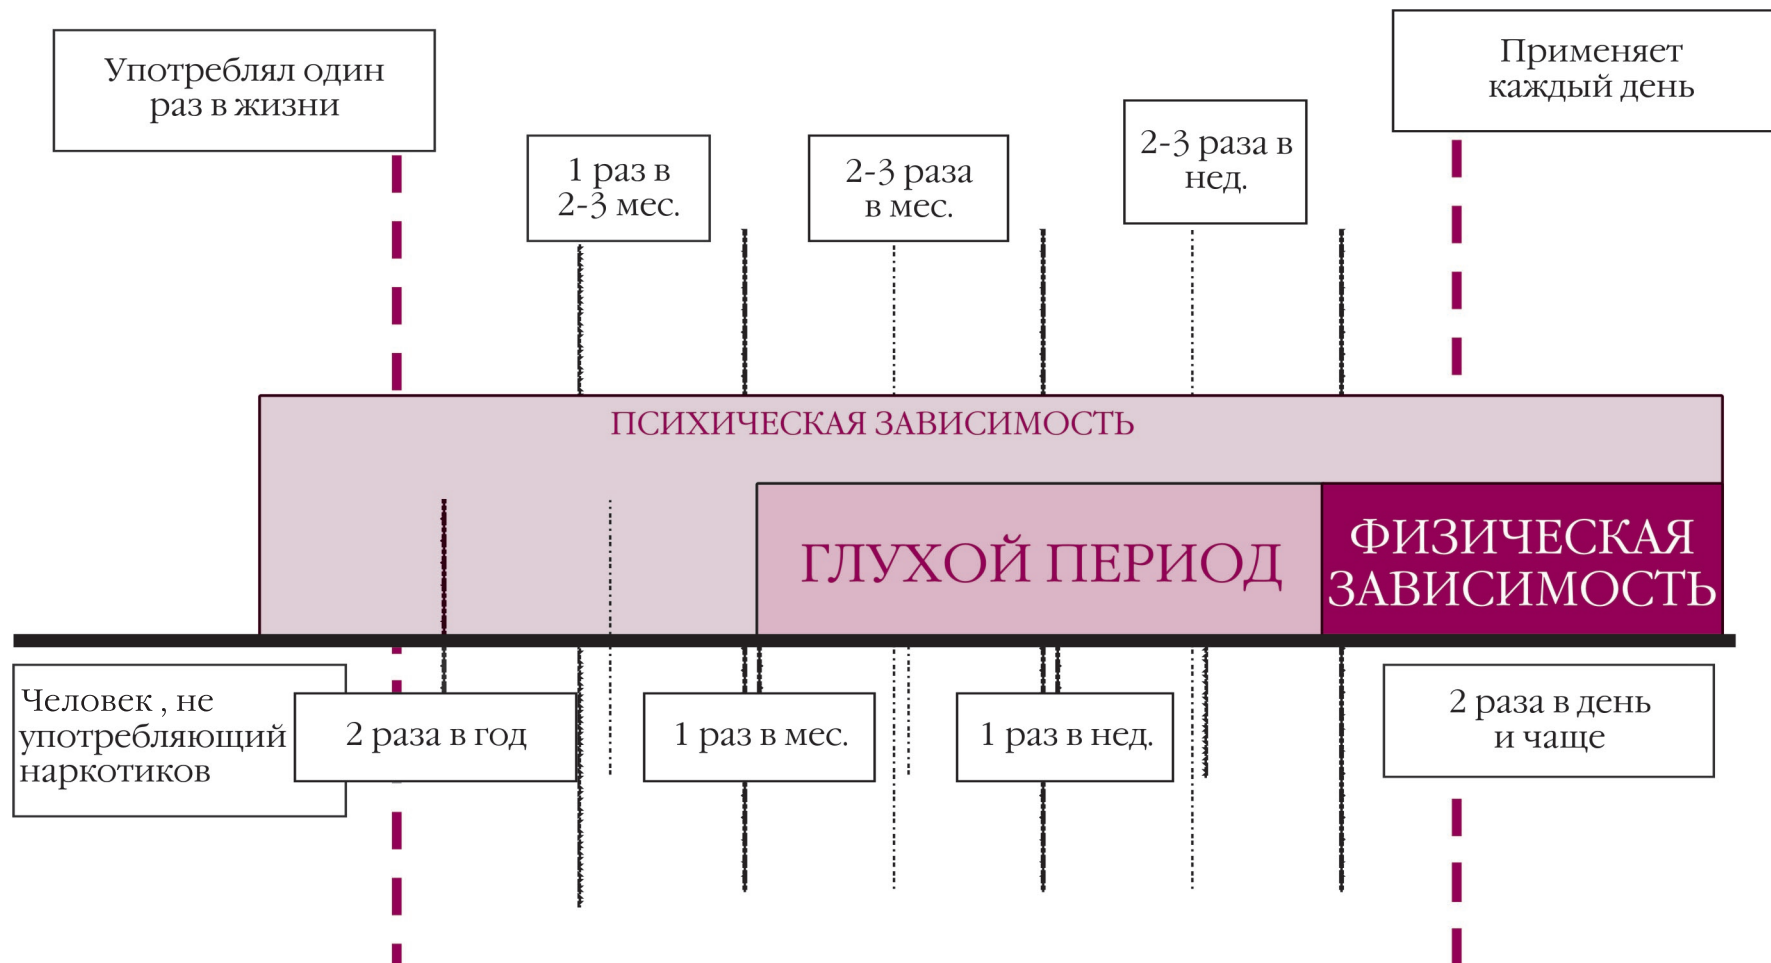 Употреблял один
раз в жизни
1 раз в
2-3 мес.
2-3 раза
в мес.
2-3 раза в
нед.
Применяет
каждый день
ПСИХИЧЕСКАЯ ЗАВИСИМОСТЬ
ГЛУХОЙ ПЕРИОД
ФИЗИЧЕСКАЯ
ЗАВИСИМОСТЬ
Человек , не
употребляющий
наркотиков
2 раза в год
1 раз в мес.
1 раз в нед.
2 раза в день
и чаще